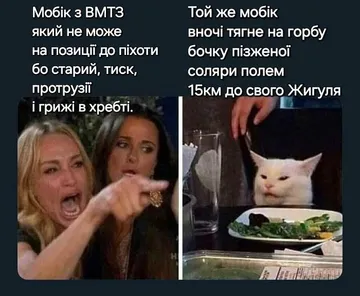 Мобік з ВМТЗ
який не може
на позиції до піхоти
бо старий, тиск,
протрузії
і грижі в хребті.
Той же мобік
вночі тягне на горбу
бочку пізженої
соляри полем
15км до свого Жигуля